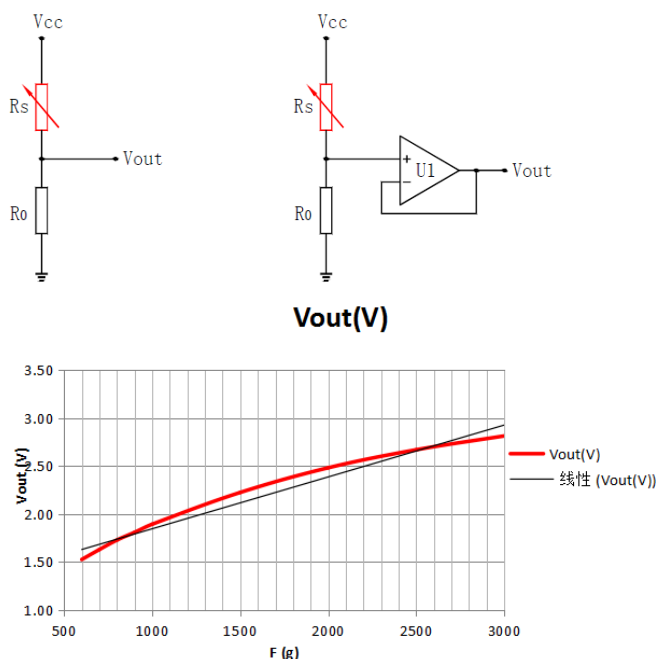 Vcc
Rs
Vout
R0
Vcc
Rs
+
-
U1
Vout
R0
Vout(V)
3.50
3.00
2.50
2.00
1.50
1.00
Vout (V)
500
1000
1500
2000
2500
3000
F (g)
Vout(V)
线性 (Vout(V))